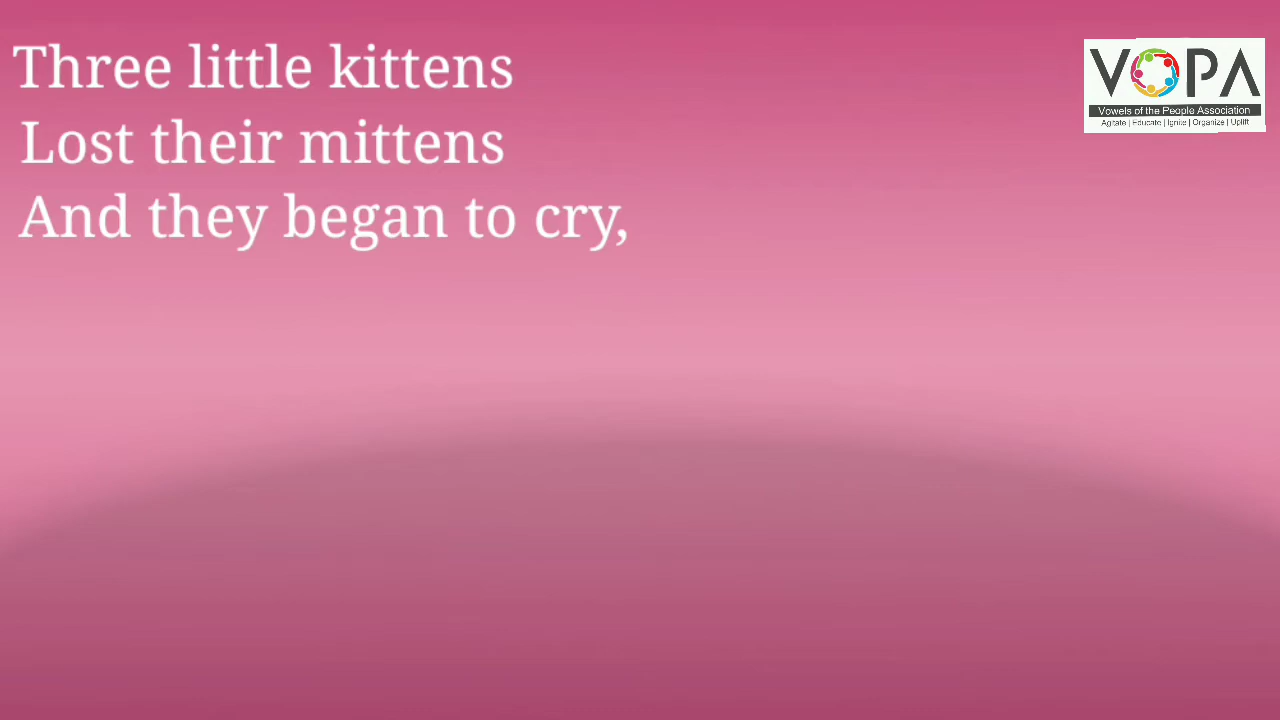 Three little kittens
Lost their mittens
And they began to cry,
VOPA
Vowels of the People Association
Agitate | Educate | Ignite | Organize | Uplift